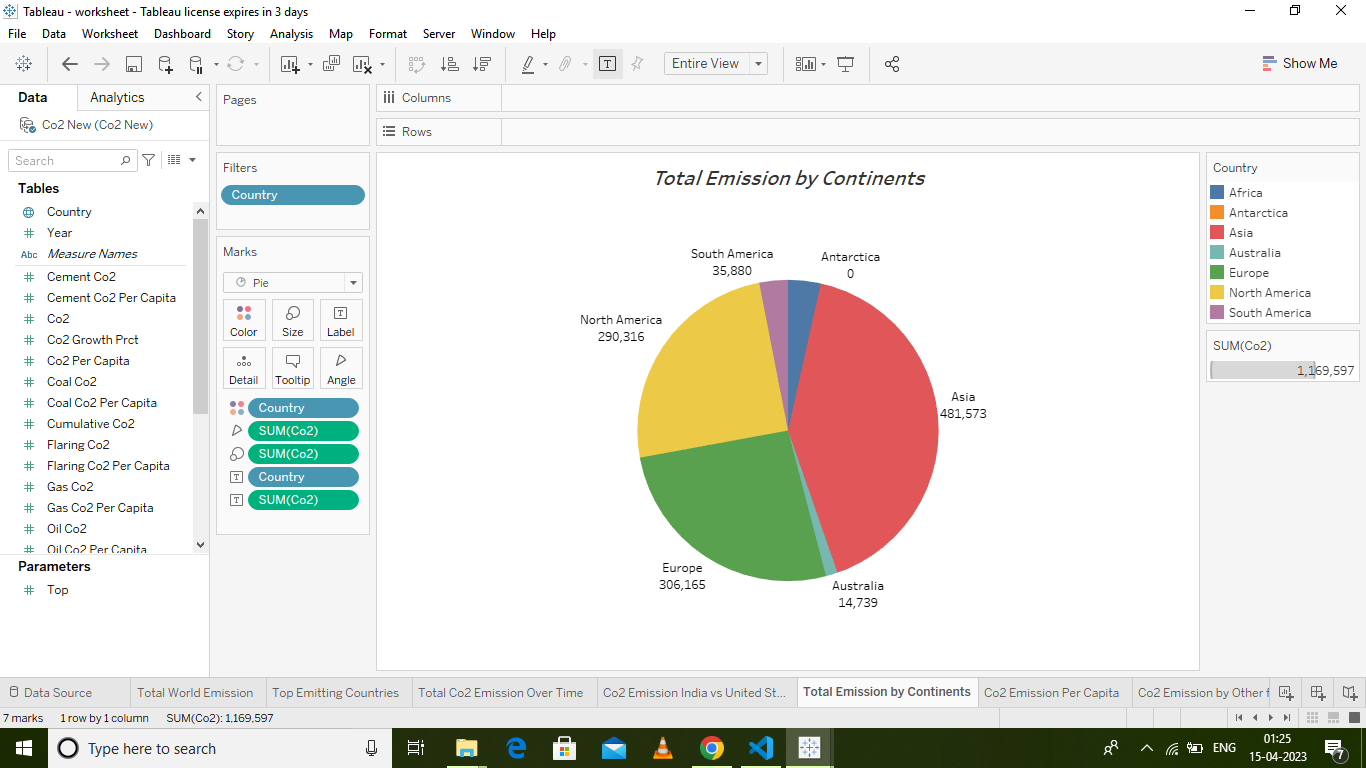 Tableau - worksheet - Tableau license expires in 3 days
File Data Worksheet Dashboard Story Analysis Map Format Server Window Help
Entire View
Show Me
Data Analytics
Co2 New (Co2 New)
Search
Tables
Country
Year
Abc Measure Names
Cement Co2
Cement Co2 Per Capita
Co2
Co2 Growth Prct
Co2 Per Capita
Coal Co2
Coal Co2 Per Capita
Cumulative Co2
Flaring Co2
Flaring Co2 Per Capita
Gas Co2
Gas Co2 Per Capita
Oil Co2
Oil Co2 Per Capita
Parameters
Top
Pages
Filters
Country
Marks
Pie
Color Size Label
Detail Tooltip Angle
Country
SUM(Co2)
SUM(Co2)
Country
SUM(Co2)
Columns
Rows
Total Emission by Continents
South America
35,880
Antarctica
0
North America
290,316
Asia
481,573
Europe
306,165
Australia
14,739
Country
Africa
Antarctica
Asia
Australia
Europe
North America
South America
SUM(Co2)
1,169,597
Data Source Total World Emission Top Emitting Countries Total Co2 Emission Over Time Co2 Emission India vs United St... Total Emission by Continents Co2 Emission Per Capita Co2 Emission by Other f
7 marks 1 row by 1 column SUM(Co2): 1,169,597
Type here to search
ENG
01:25
15-04-2023
7